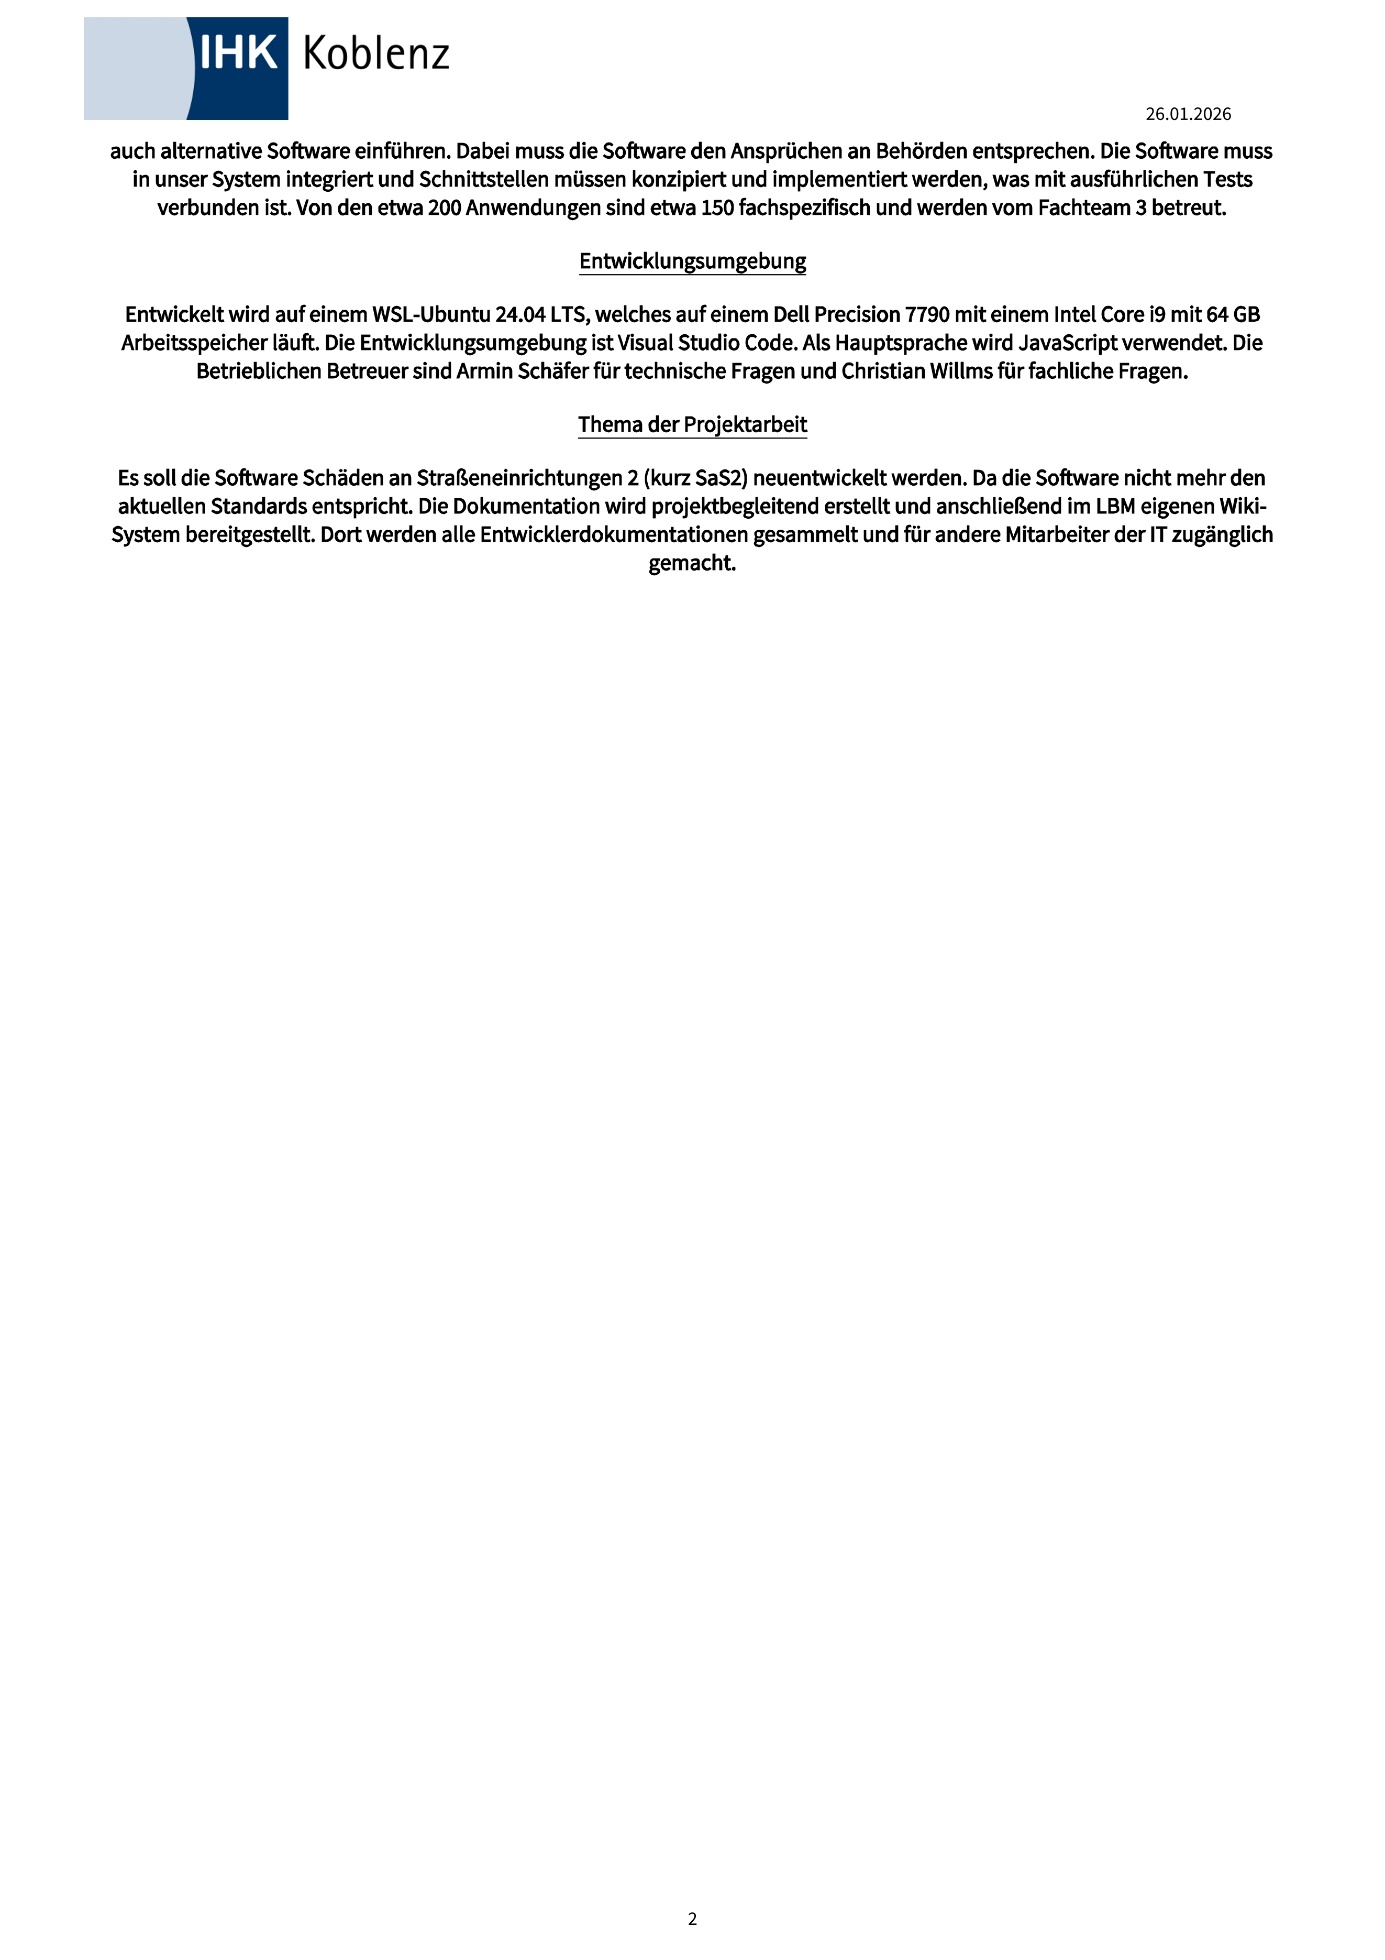 IHK Koblenz
26.01.2026
auch alternative Software einführen. Dabei muss die Software den Ansprüchen an Behörden entsprechen. Die Software muss
in unser System integriert und Schnittstellen müssen konzipiert und implementiert werden, was mit ausführlichen Tests
verbunden ist. Von den etwa 200 Anwendungen sind etwa 150 fachspezifisch und werden vom Fachteam 3 betreut.
Entwicklungsumgebung
Entwickelt wird auf einem WSL-Ubuntu 24.04 LTS, welches auf einem Dell Precision 7790 mit einem Intel Core i9 mit 64 GB
Arbeitsspeicher läuft. Die Entwicklungsumgebung ist Visual Studio Code. Als Hauptsprache wird JavaScript verwendet. Die
Betrieblichen Betreuer sind Armin Schäfer für technische Fragen und Christian Willms für fachliche Fragen.
Thema der Projektarbeit
Es soll die Software Schäden an Straßeneinrichtungen 2 (kurz SaS2) neuentwickelt werden. Da die Software nicht mehr den
aktuellen Standards entspricht. Die Dokumentation wird projektbegleitend erstellt und anschließend im LBM eigenen Wiki-
System bereitgestellt. Dort werden alle Entwicklerdokumentationen gesammelt und für andere Mitarbeiter der IT zugänglich
gemacht.
2